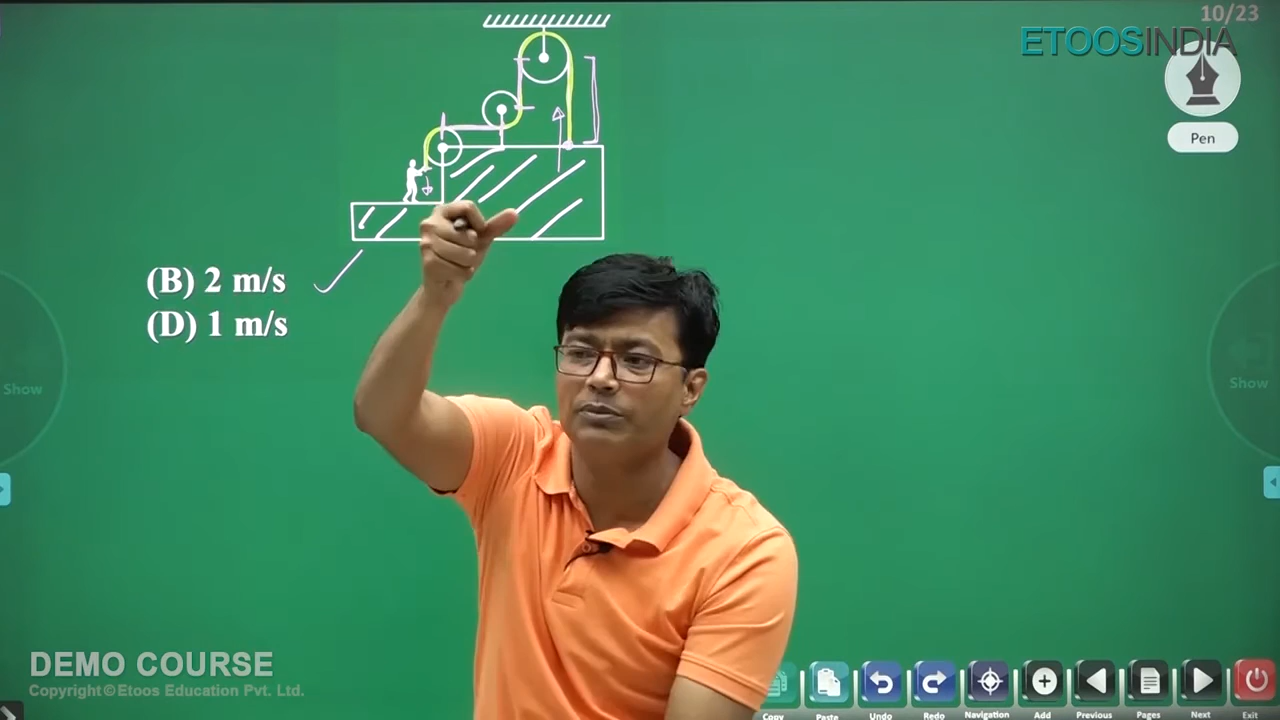 10/23
ETOOSINDIA
Pen
(B) 2 m/s
(D) 1 m/s
Show
Show
DEMO COURSE
Copyright © Etoos Education Pvt. Ltd.
Copy
Paste
Undo
Redo
Navigation
Add
Previous
Pages
Next
Exit